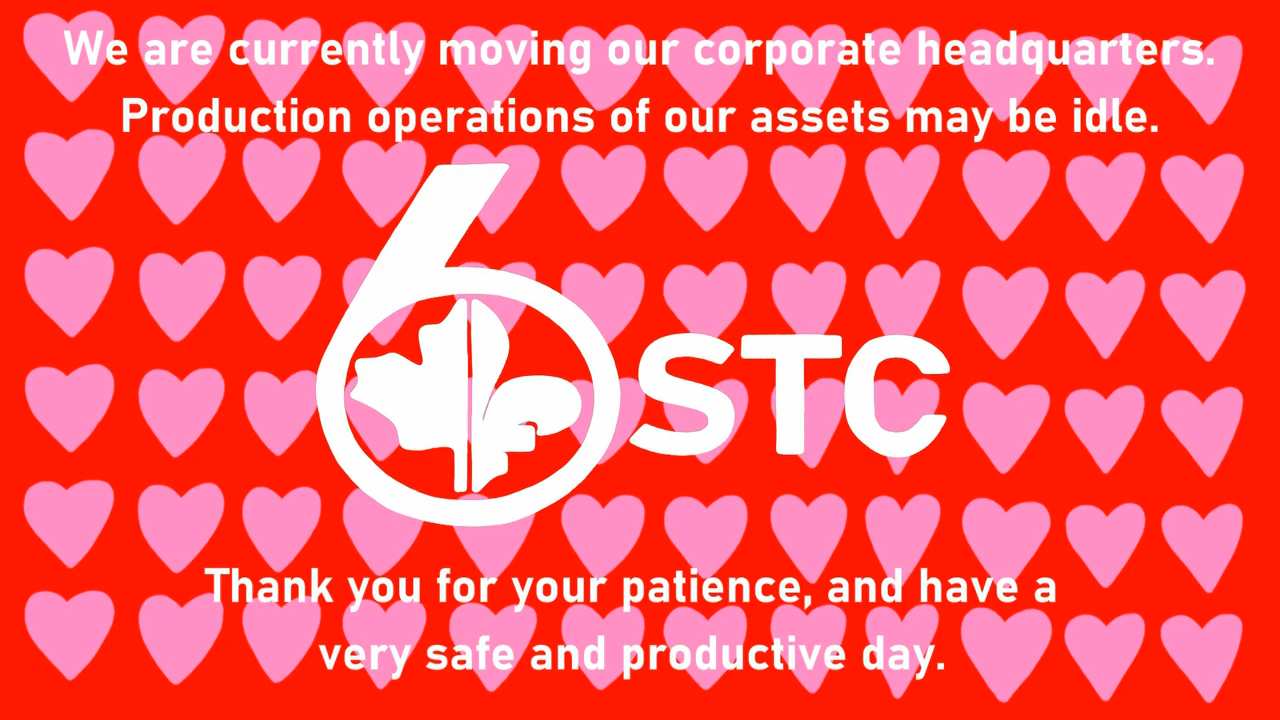 We are currently moving our corporate headquarters.
Production operations of our assets may be idle.
6 STC
Thank you for your patience, and have a
very safe and productive day.